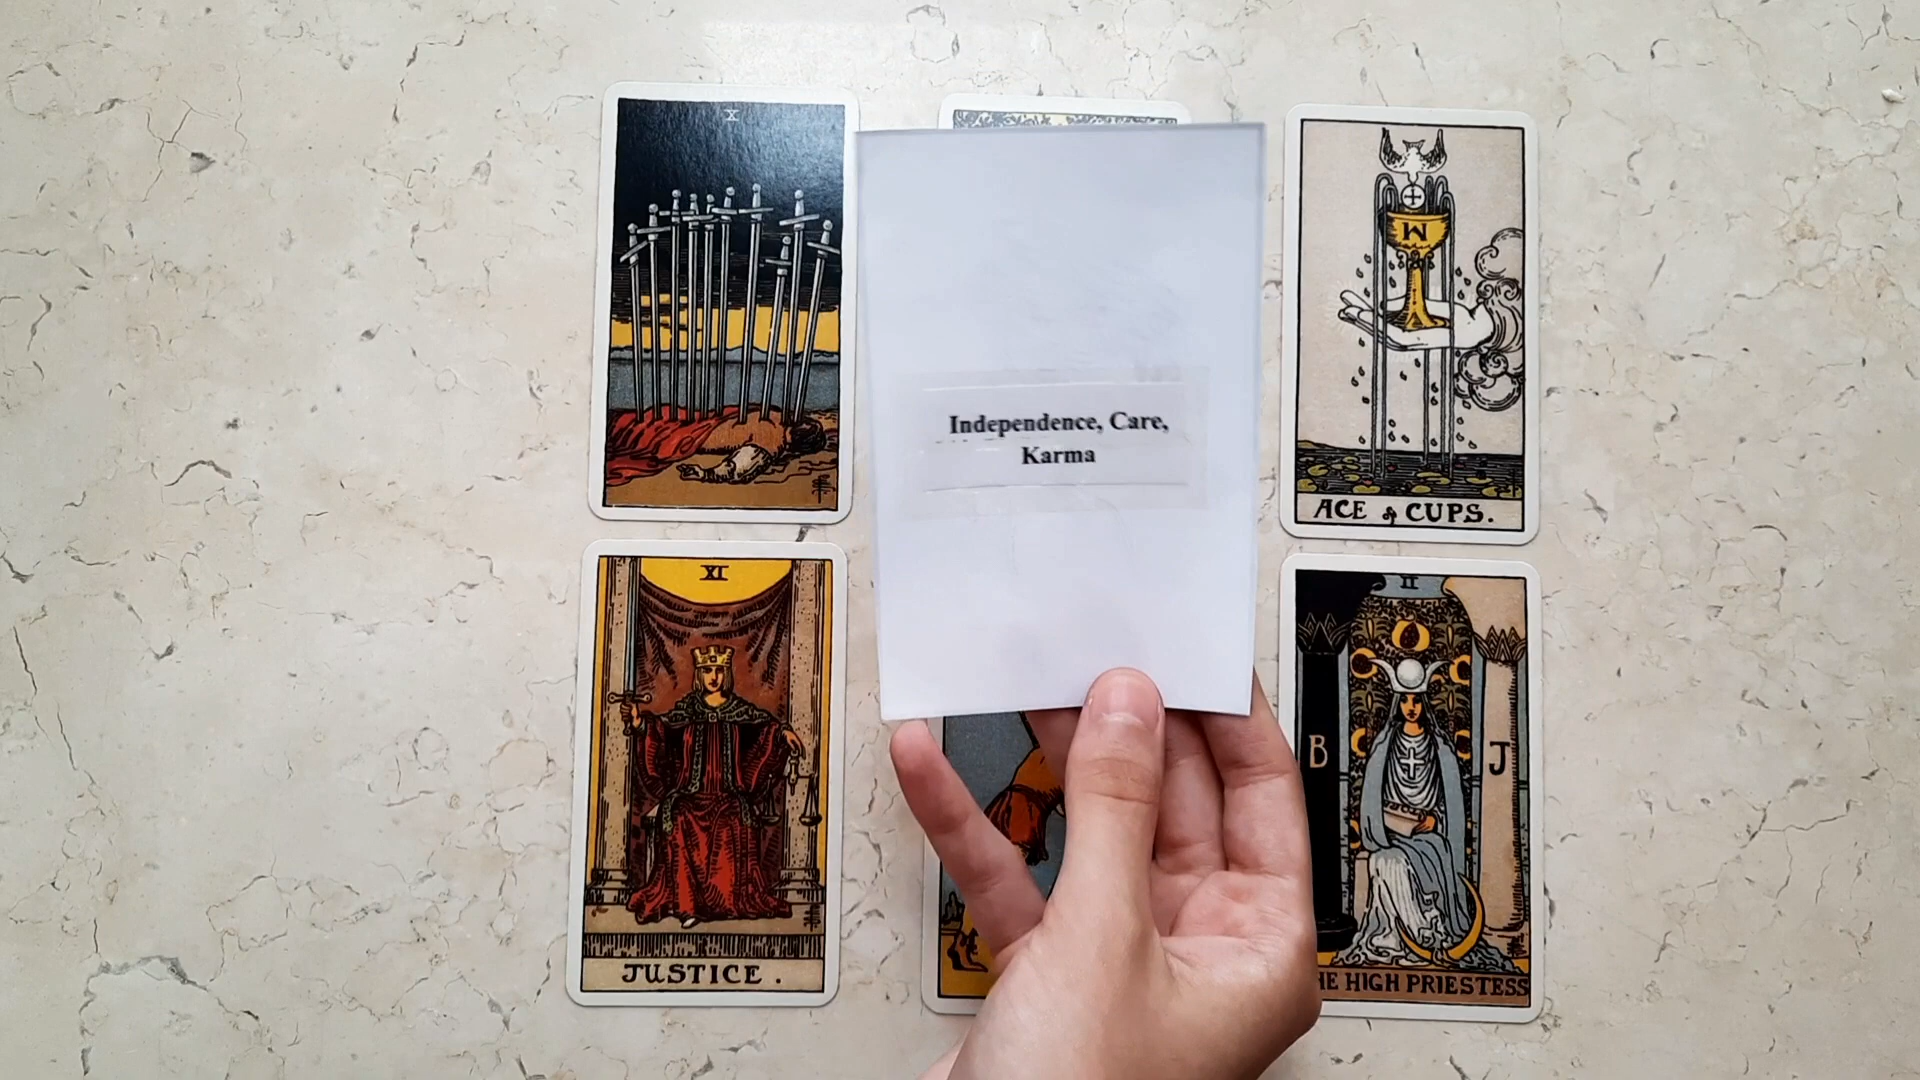 X
ACE of CUPS.
Independence, Care,
Karma
XI
JUSTICE.
II
B
J
HE HIGH PRIESTESS